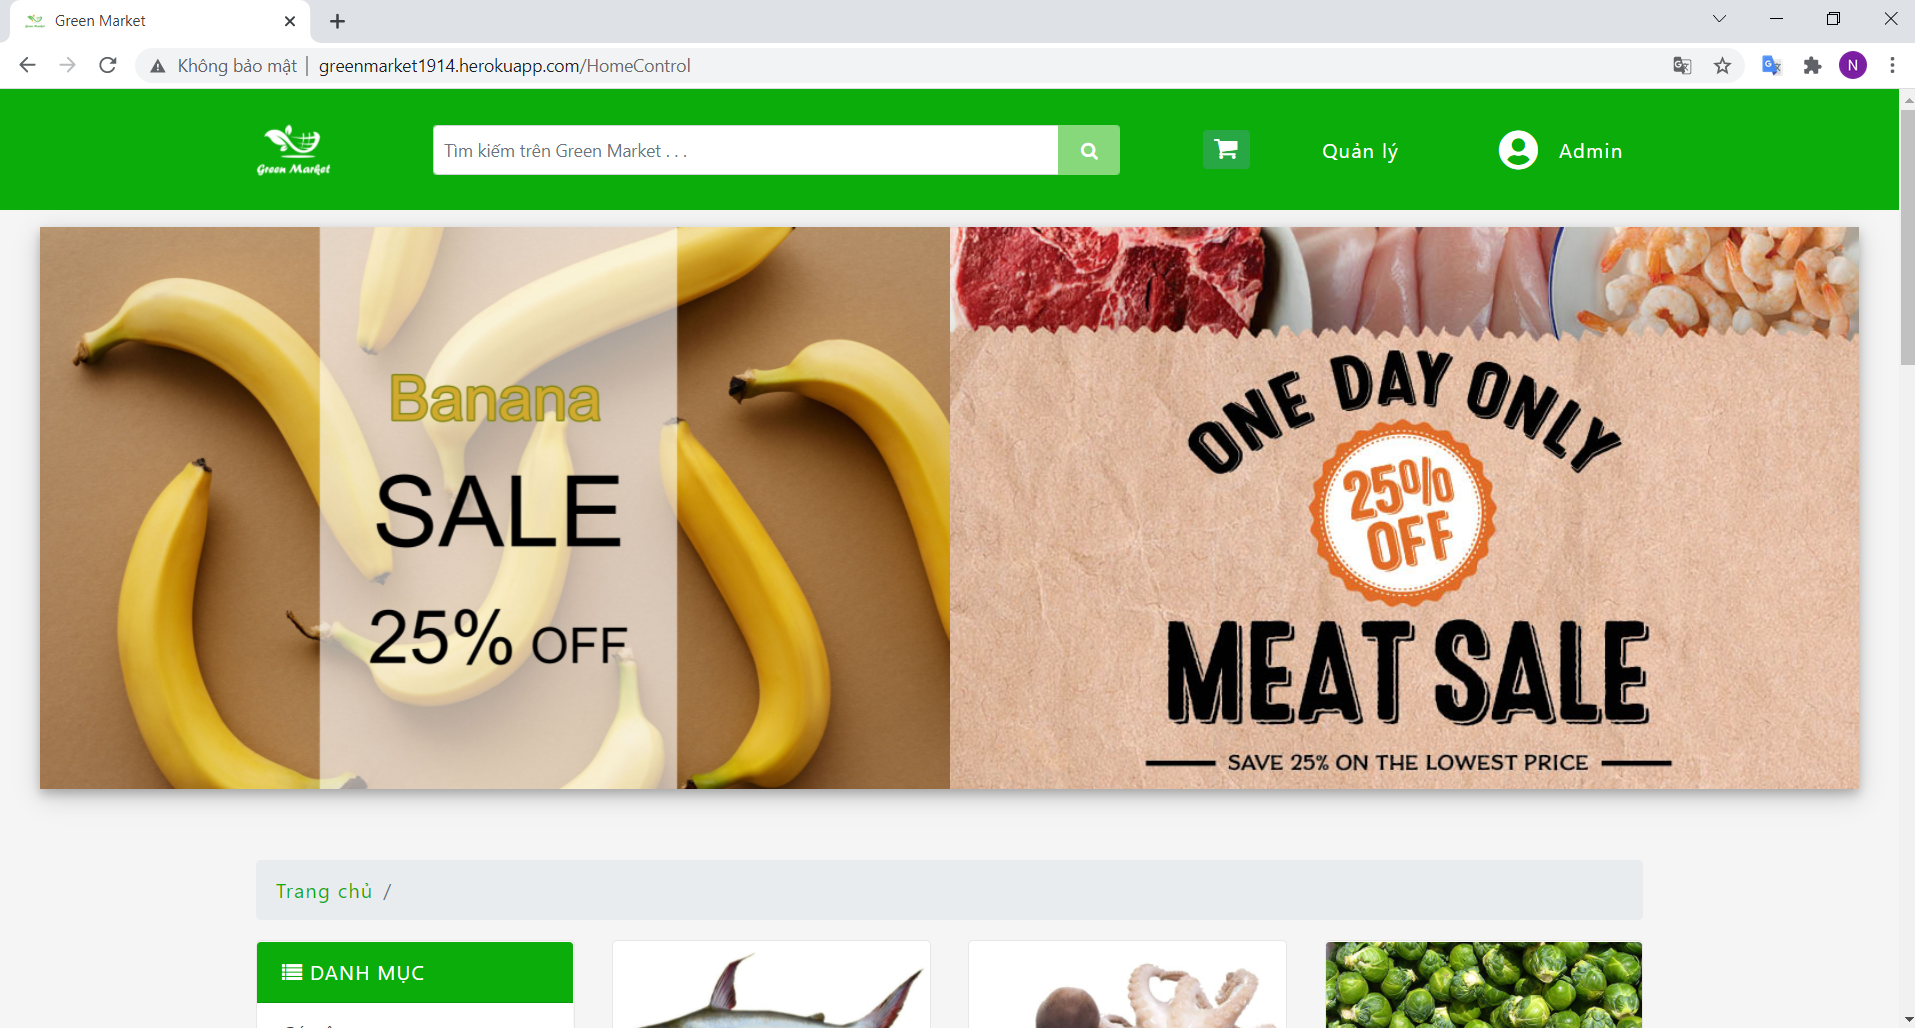 Green Market
Không bảo mật | greenmarket1914.herokuapp.com/HomeControl
N
Green Market
Tìm kiếm trên Green Market . . .
Quản lý
Admin
Banana
SALE
25% OFF
ONE DAY ONLY
25%
OFF
MEAT SALE
SAVE 25% ON THE LOWEST PRICE
Trang chủ /
DANH MỤC